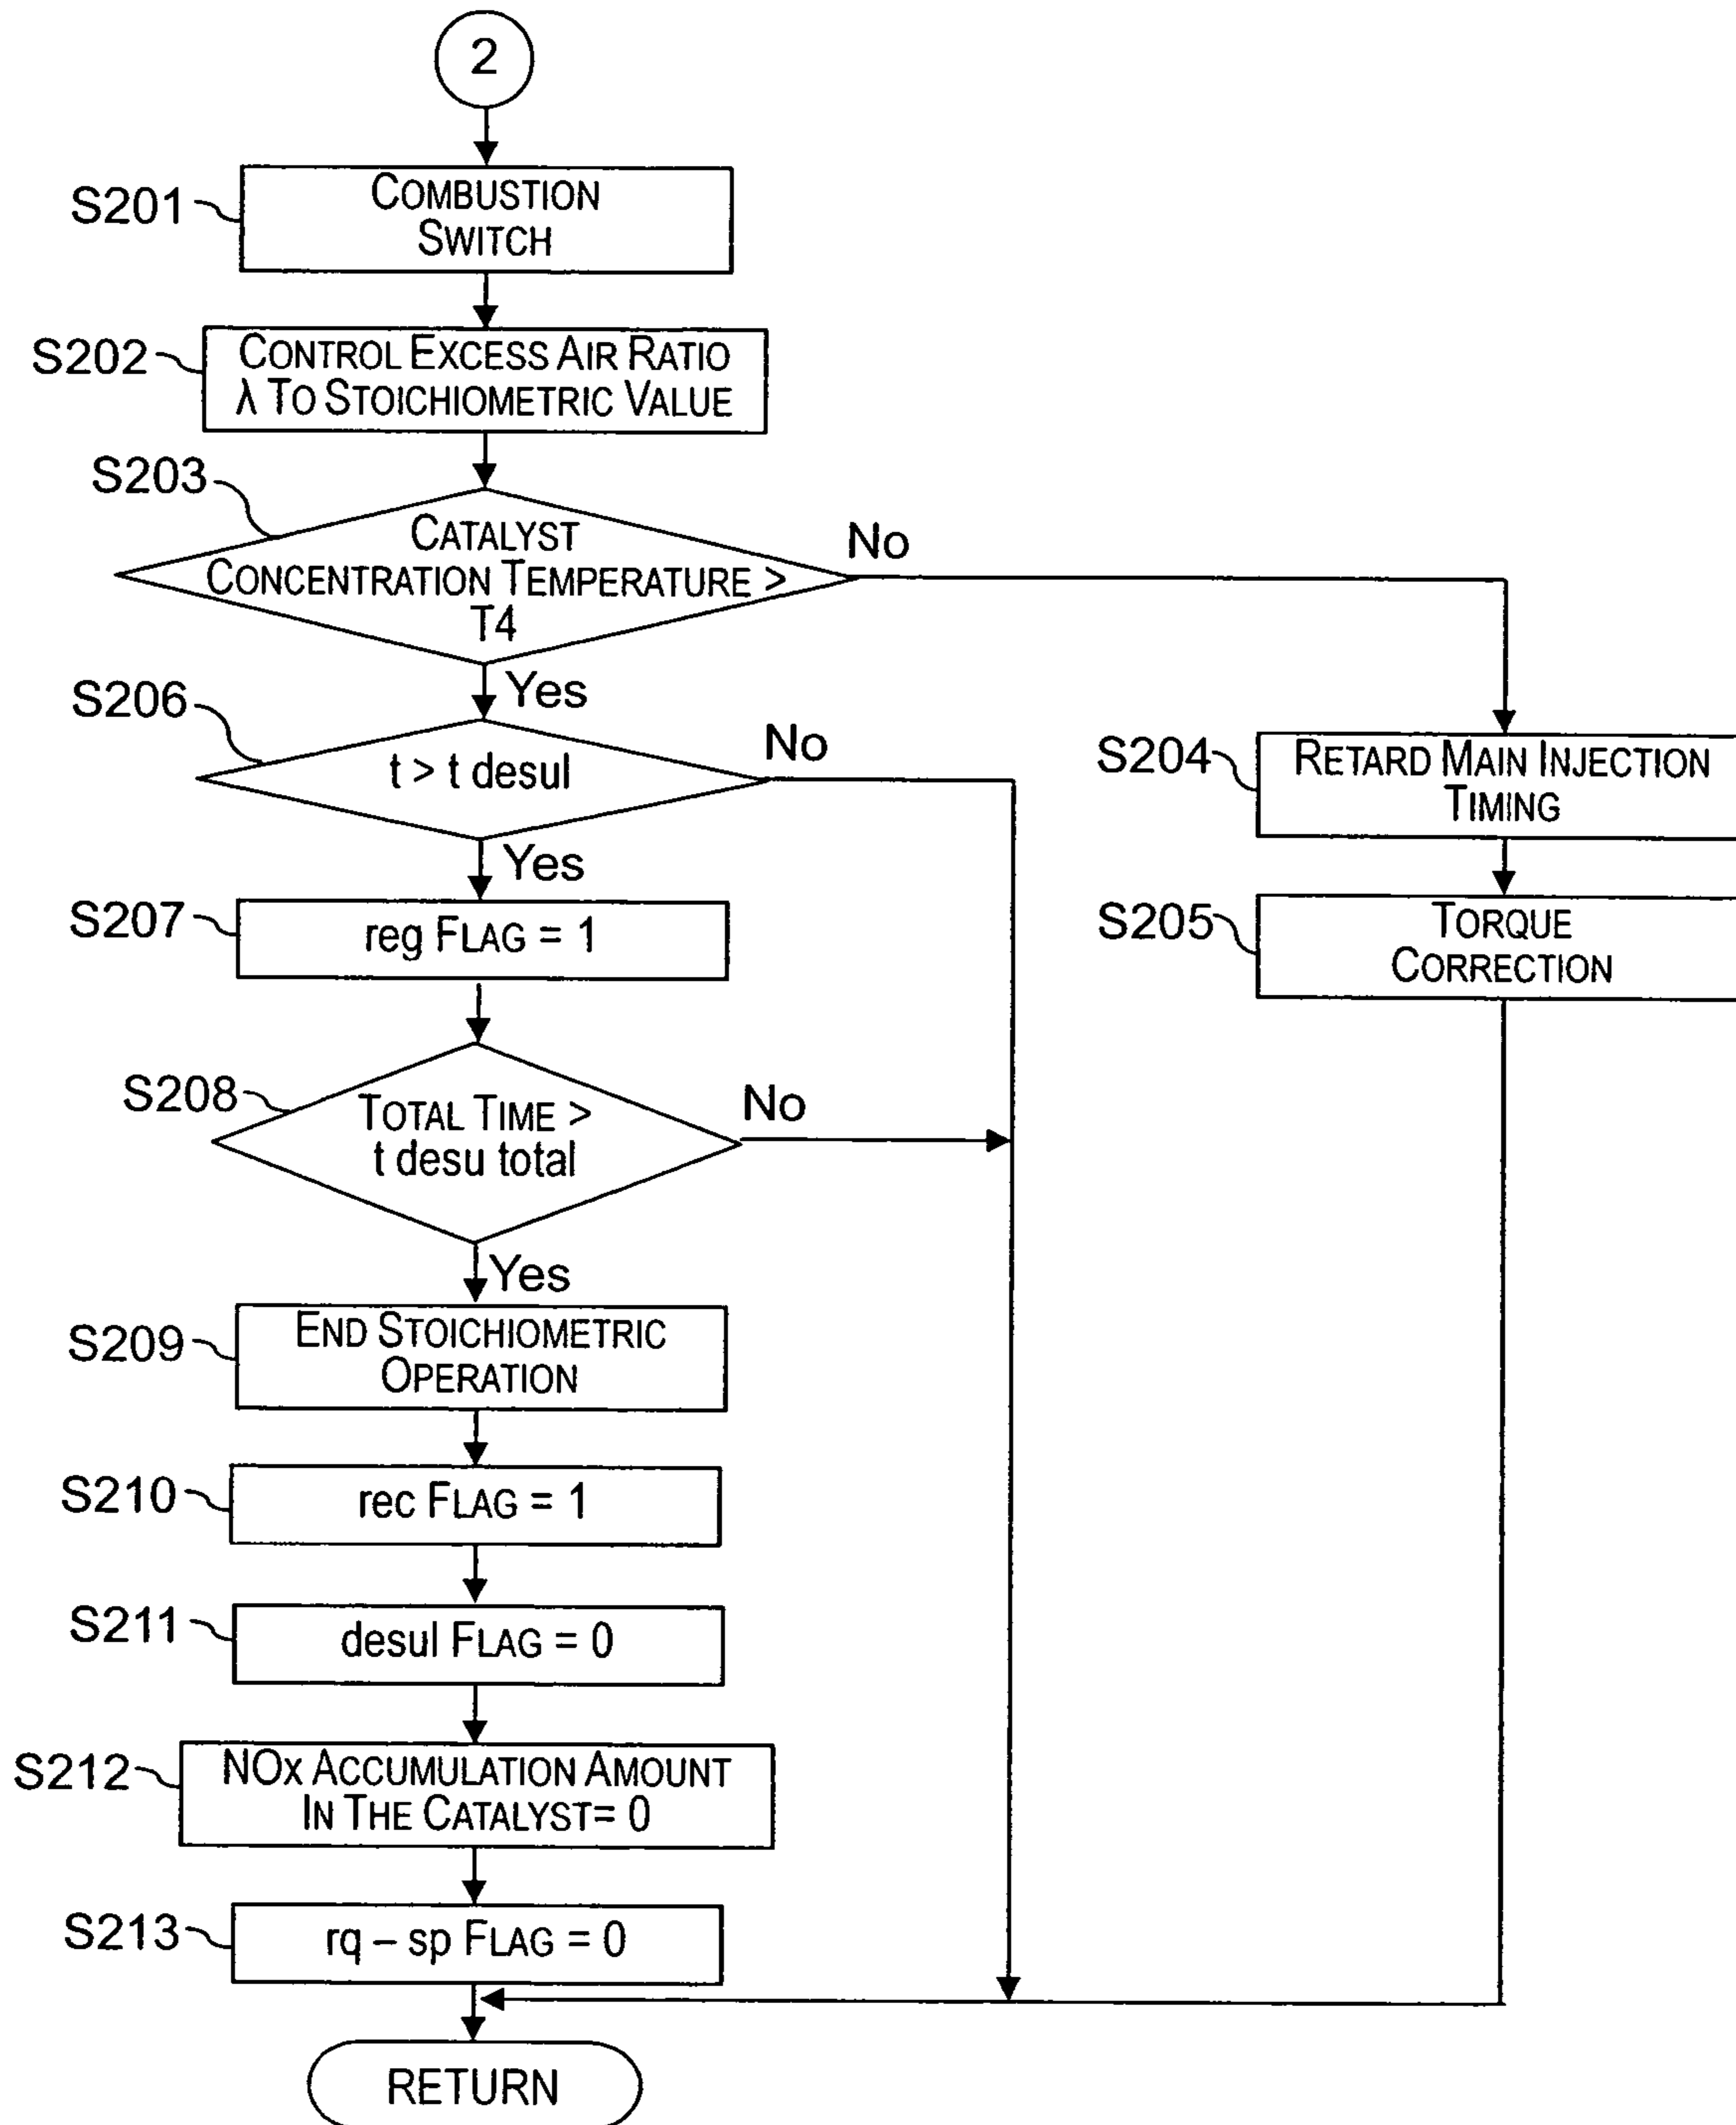 2
S201
COMBUSTION
SWITCH
S202
CONTROL EXCESS AIR RATIO
λ TO STOICHIOMETRIC VALUE
S203
CATALYST
CONCENTRATION TEMPERATURE >
T4
No
Yes
S204
RETARD MAIN INJECTION
TIMING
S205
TORQUE
CORRECTION
S206
t > t desul
No
Yes
S207
reg FLAG = 1
S208
TOTAL TIME >
t desu total
No
Yes
S209
END STOICHIOMETRIC
OPERATION
S210
rec FLAG = 1
S211
desul FLAG = 0
S212
NOx ACCUMULATION AMOUNT
IN THE CATALYST= 0
S213
rq – sp FLAG = 0
RETURN